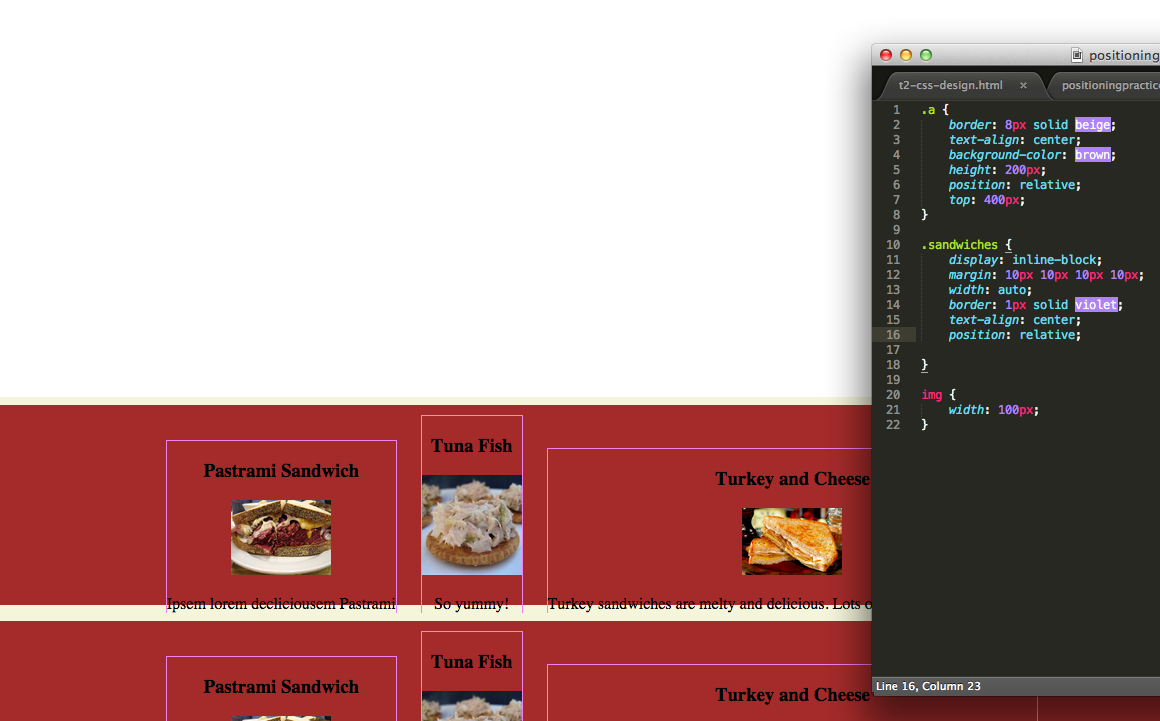 positioning
t2-css-design.html × positioningpractice
1 .a {
2 border: 8px solid beige;
3 text-align: center;
4 background-color: brown;
5 height: 200px;
6 position: relative;
7 top: 400px;
8 }
9
10 .sandwiches {
11 display: inline-block;
12 margin: 10px 10px 10px 10px;
13 width: auto;
14 border: 1px solid violet;
15 text-align: center;
16 position: relative;
17
18 }
19
20 img {
21 width: 100px;
22 }
Line 16, Column 23
Tuna Fish
Pastrami Sandwich
Turkey and Cheese
Ipsem lorem decliciousem Pastrami
So yummy!
Turkey sandwiches are melty and delicious. Lots o
Tuna Fish
Pastrami Sandwich
Turkey and Cheese